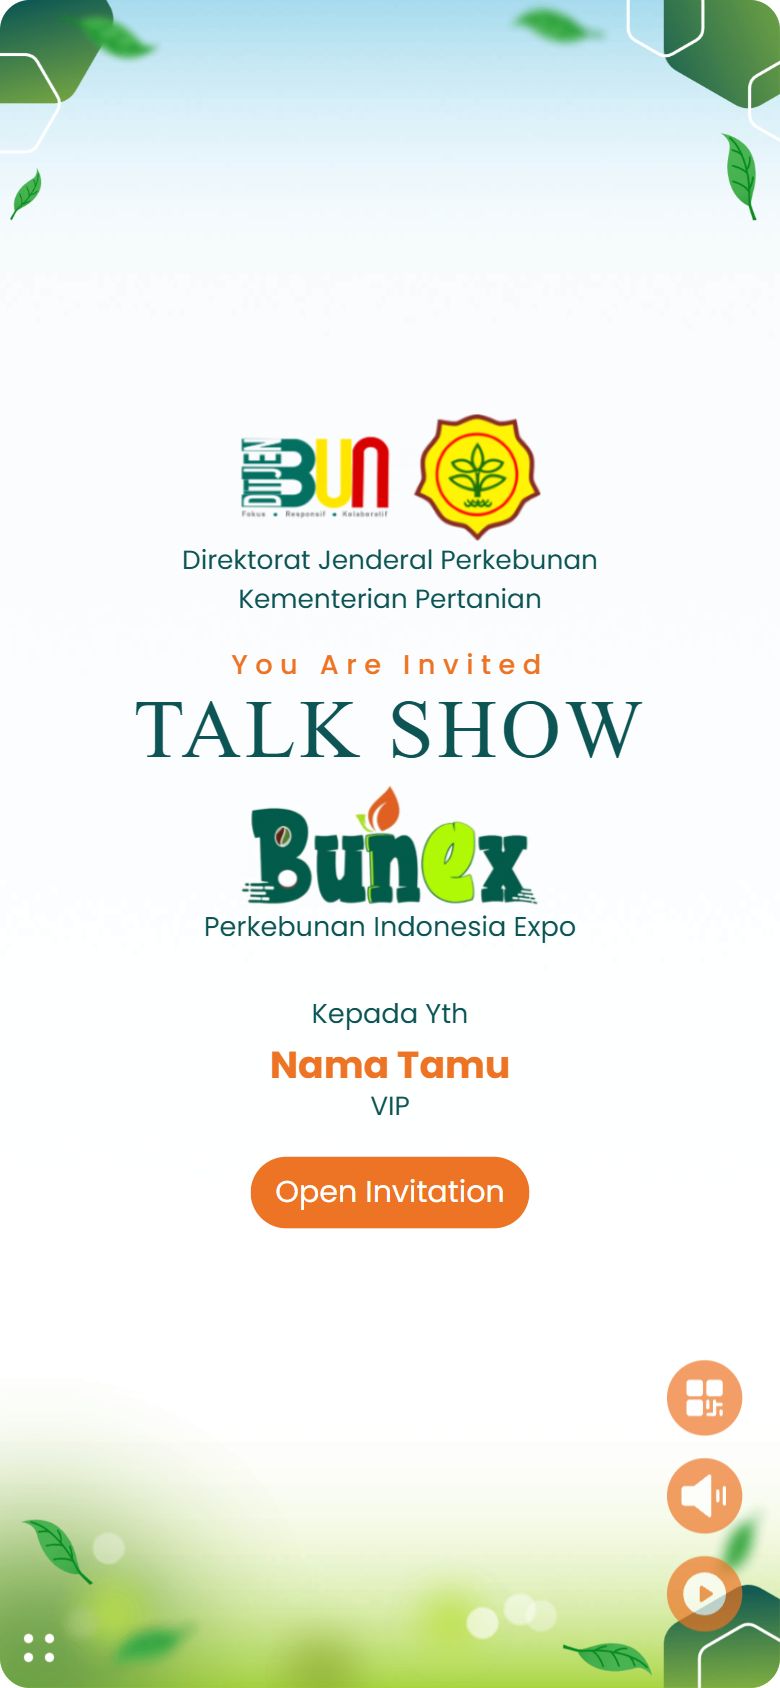 DITJEN BUN
Fokus • Responsif • Kolaboratif
Direktorat Jenderal Perkebunan
Kementerian Pertanian
You Are Invited
TALK SHOW
Bunex
Perkebunan Indonesia Expo
Kepada Yth
Nama Tamu
VIP
Open Invitation